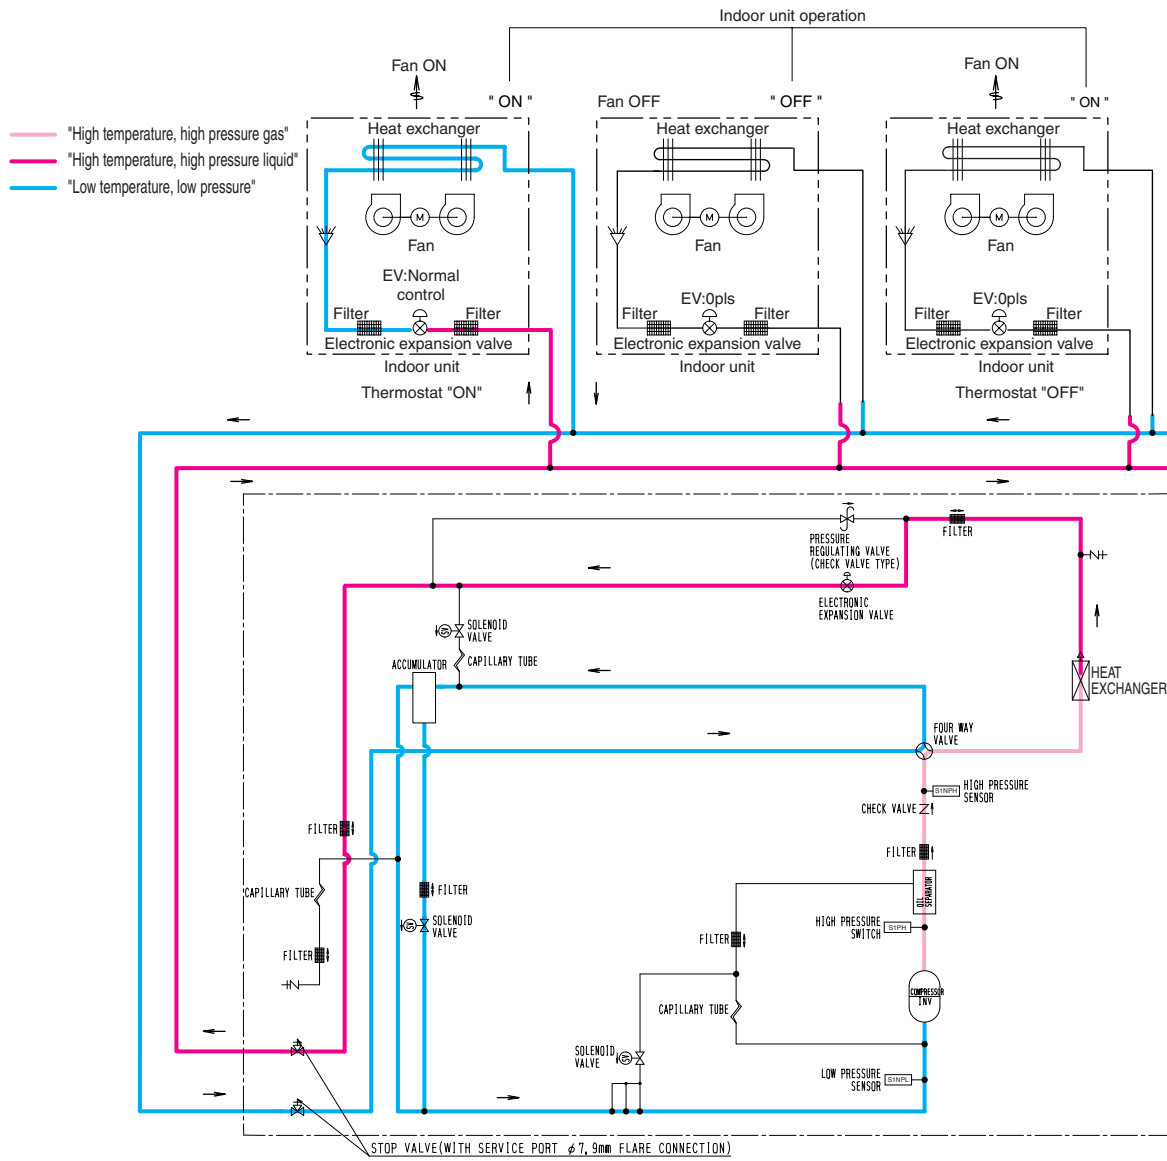 Indoor unit operation
Fan ON
" ON "
Fan OFF
" OFF "
Fan ON
" ON "
"High temperature, high pressure gas"
"High temperature, high pressure liquid"
"Low temperature, low pressure"
Heat exchanger
M
Fan
EV:Normal
control
Filter
Filter
Electronic expansion valve
Indoor unit
Thermostat "ON"
Heat exchanger
M
Fan
EV:0pls
Filter
Filter
Electronic expansion valve
Indoor unit
Heat exchanger
M
Fan
EV:0pls
Filter
Filter
Electronic expansion valve
Indoor unit
Thermostat "OFF"
PRESSURE
REGULATING VALVE
(CHECK VALVE TYPE)
FILTER
ELECTRONIC
EXPANSION VALVE
SV
SOLENOID
VALVE
CAPILLARY TUBE
ACCUMULATOR
HEAT
EXCHANGER
FOUR WAY
VALVE
S1NPH
HIGH PRESSURE
SENSOR
CHECK VALVE
FILTER
FILTER
CAPILLARY TUBE
FILTER
FILTER
SV
SOLENOID
VALVE
OIL
SEPARATOR
HIGH PRESSURE
SWITCH
S1PH
FILTER
COMPRESSOR
INV
CAPILLARY TUBE
SOLENOID
VALVE
SV
LOW PRESSURE
SENSOR
S1NPL
STOP VALVE(WITH SERVICE PORT φ7,9mm FLARE CONNECTION)